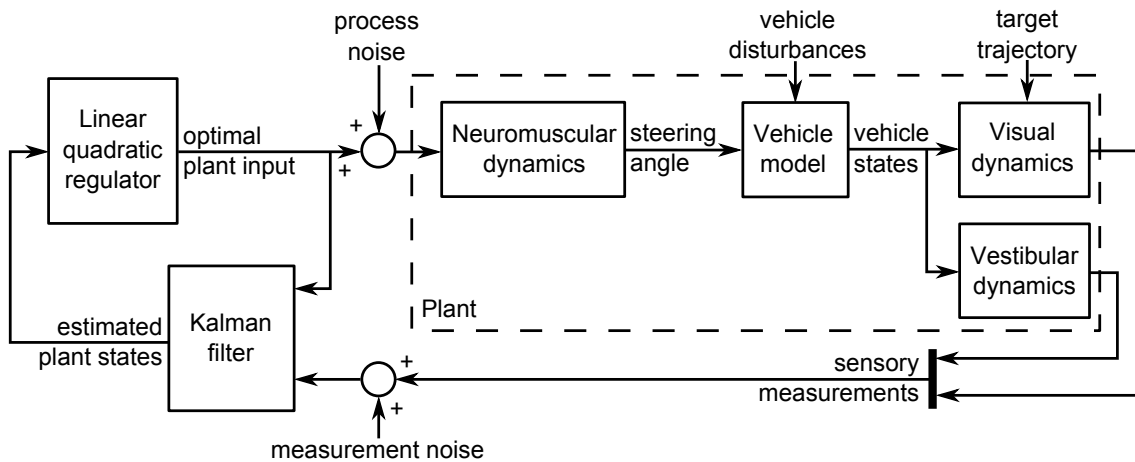 process
noise
vehicle
disturbances
target
trajectory
Linear
quadratic
regulator
optimal
plant input
+
+
Neuromuscular
dynamics
steering
angle
Vehicle
model
vehicle
states
Visual
dynamics
Vestibular
dynamics
Plant
Kalman
filter
estimated
plant states
+
+
sensory
measurements
measurement noise